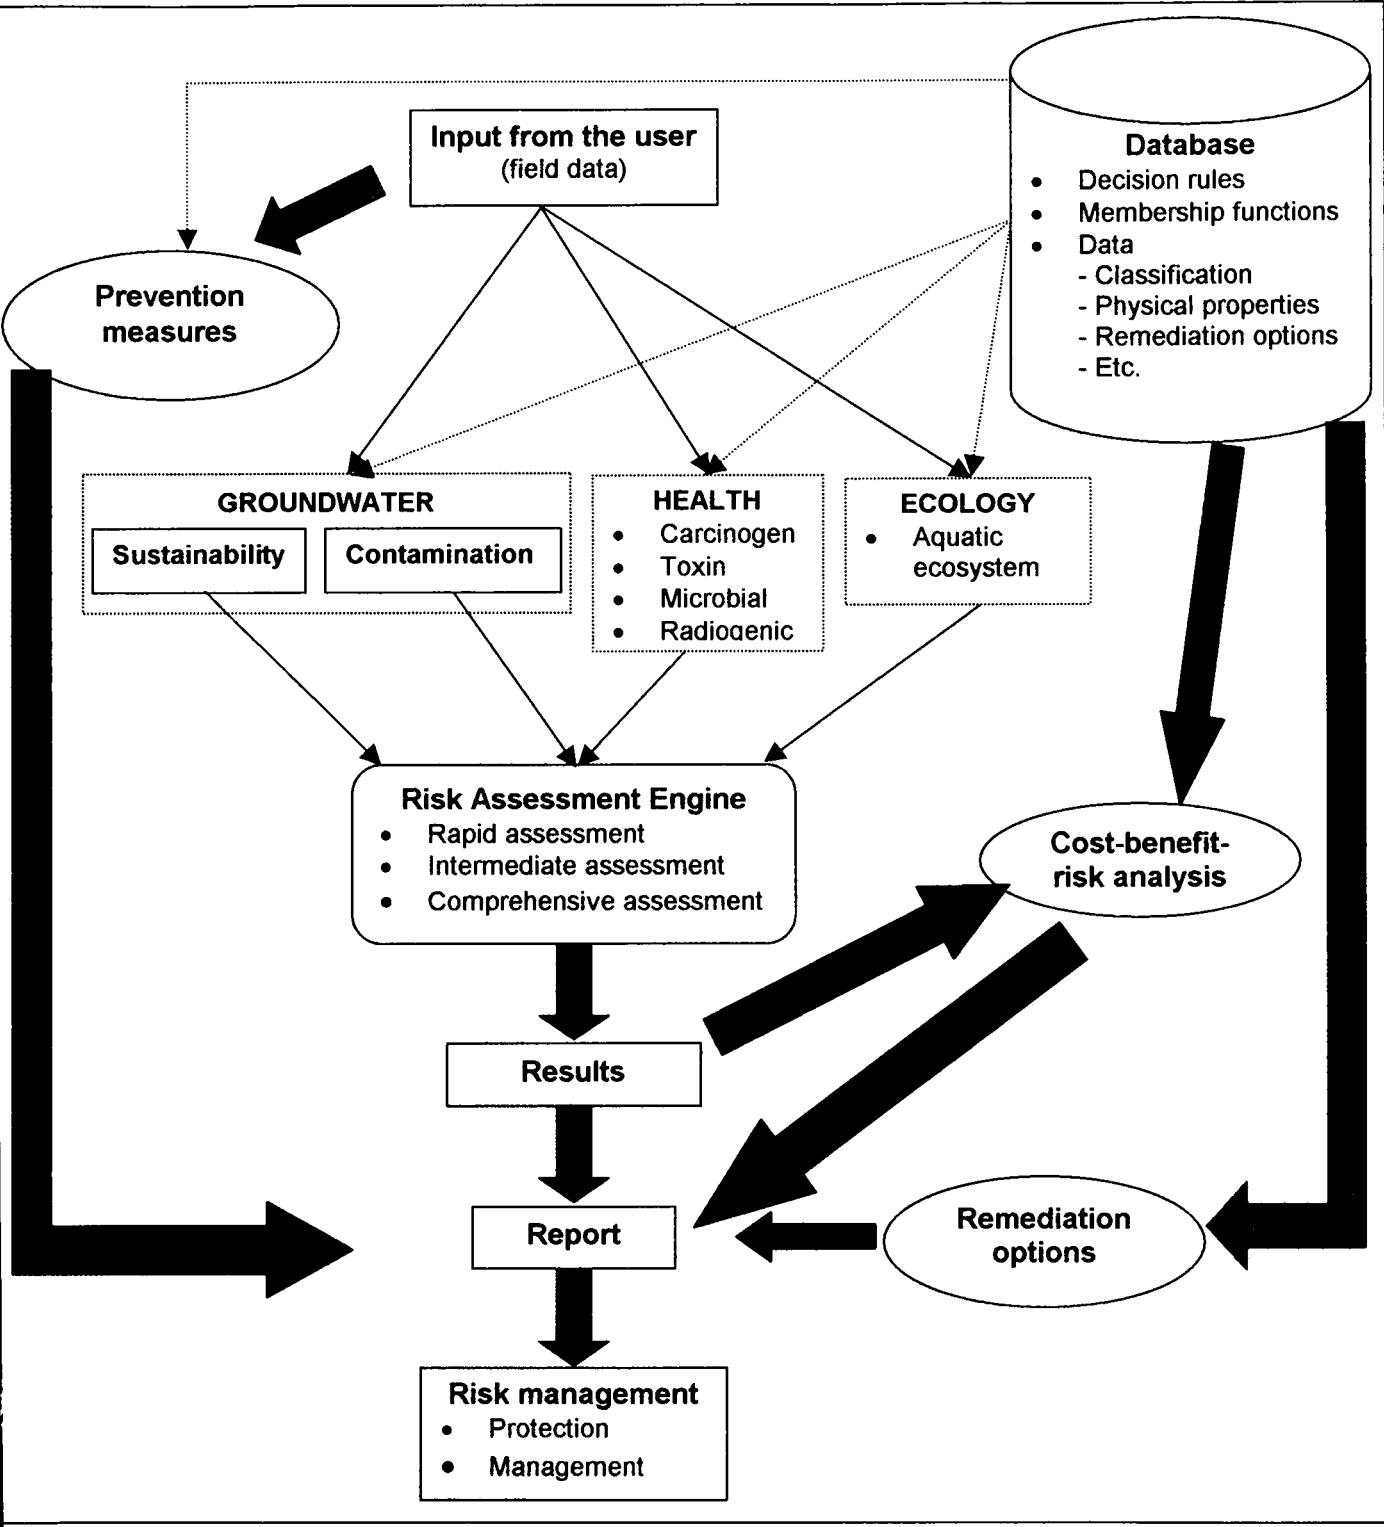 Input from the user
(field data)
Database
• Decision rules
• Membership functions
• Data
- Classification
- Physical properties
- Remediation options
- Etc.
Prevention
measures
GROUNDWATER
Sustainability
Contamination
HEALTH
• Carcinogen
• Toxin
• Microbial
• Radiogenic
ECOLOGY
• Aquatic
ecosystem
Risk Assessment Engine
• Rapid assessment
• Intermediate assessment
• Comprehensive assessment
Cost-benefit-
risk analysis
Results
Report
Remediation
options
Risk management
• Protection
• Management